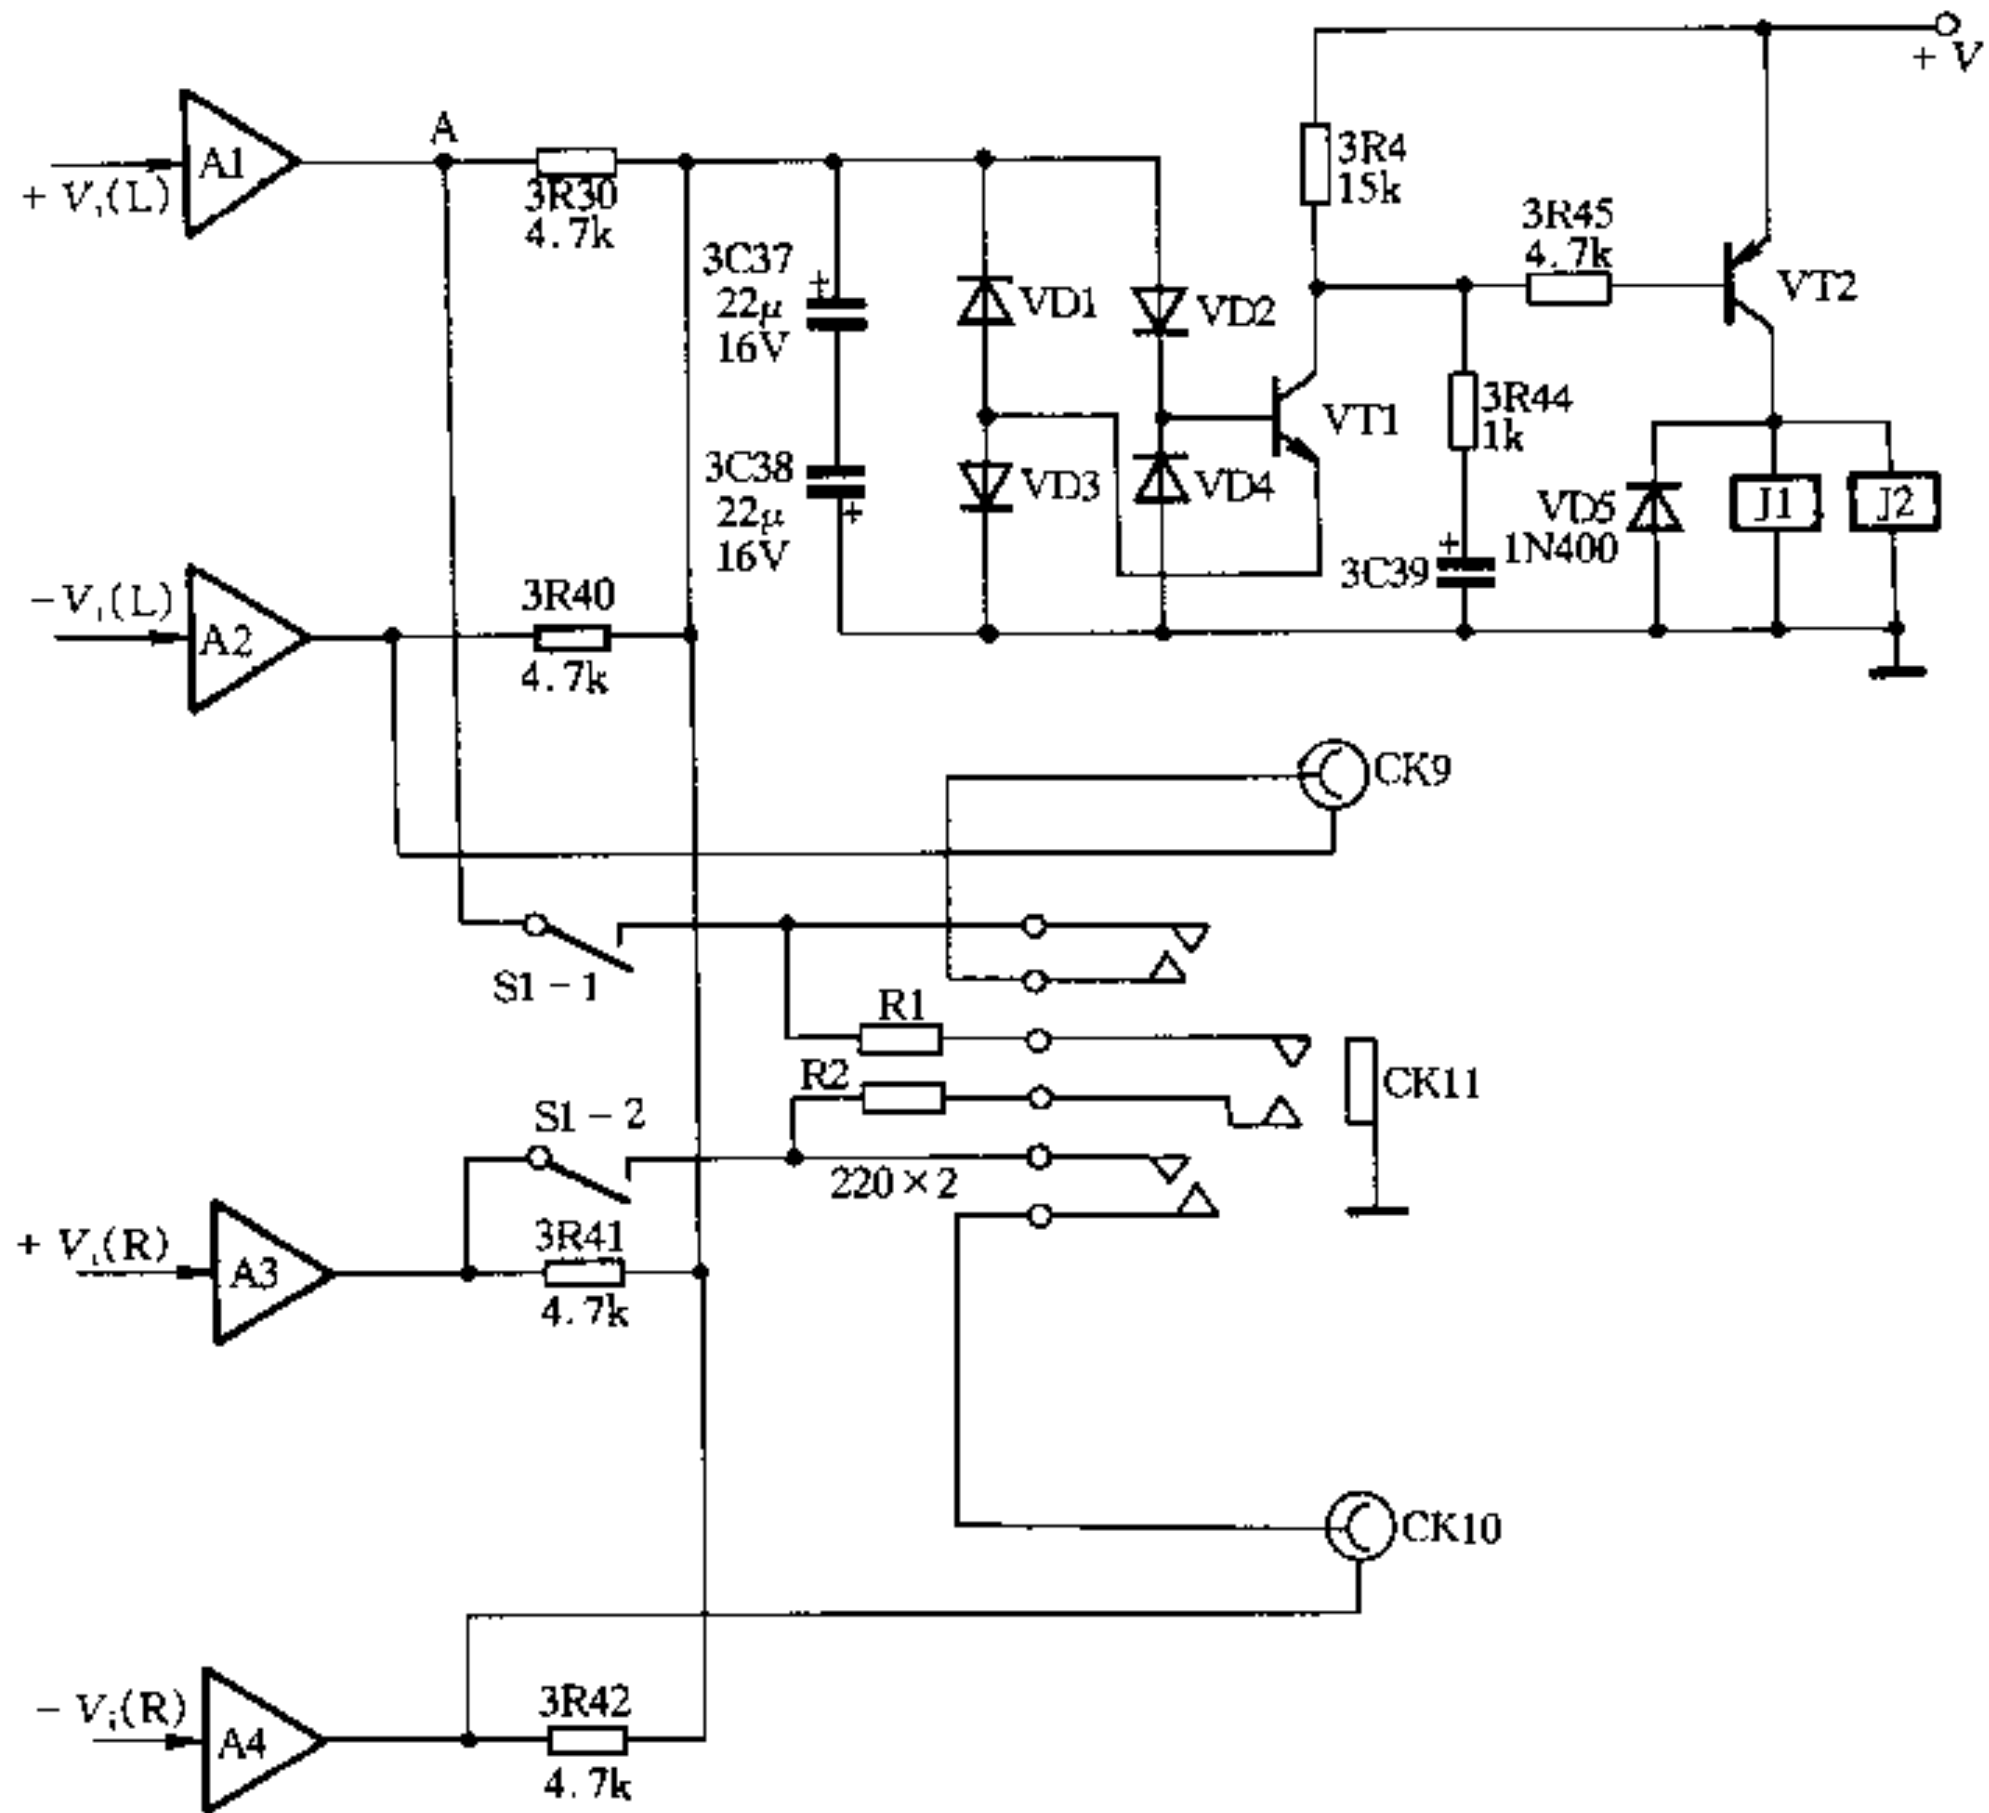 + V
A
A1
+ Vi(L)
3R30
4.7k
3R4
15k
3R45
4.7k
VT2
3C37
+
22μ
16V
VD1
VD2
VT1
3R44
1k
3C38
22μ
+
16V
VD3
VD4
VD5
1N400
J1
J2
3C39
+
-Vi(L)
A2
3R40
4.7k
CK9
S1-1
R1
R2
CK11
S1-2
220×2
+ Vi(R)
A3
3R41
4.7k
CK10
- Vi(R)
A4
3R42
4.7k